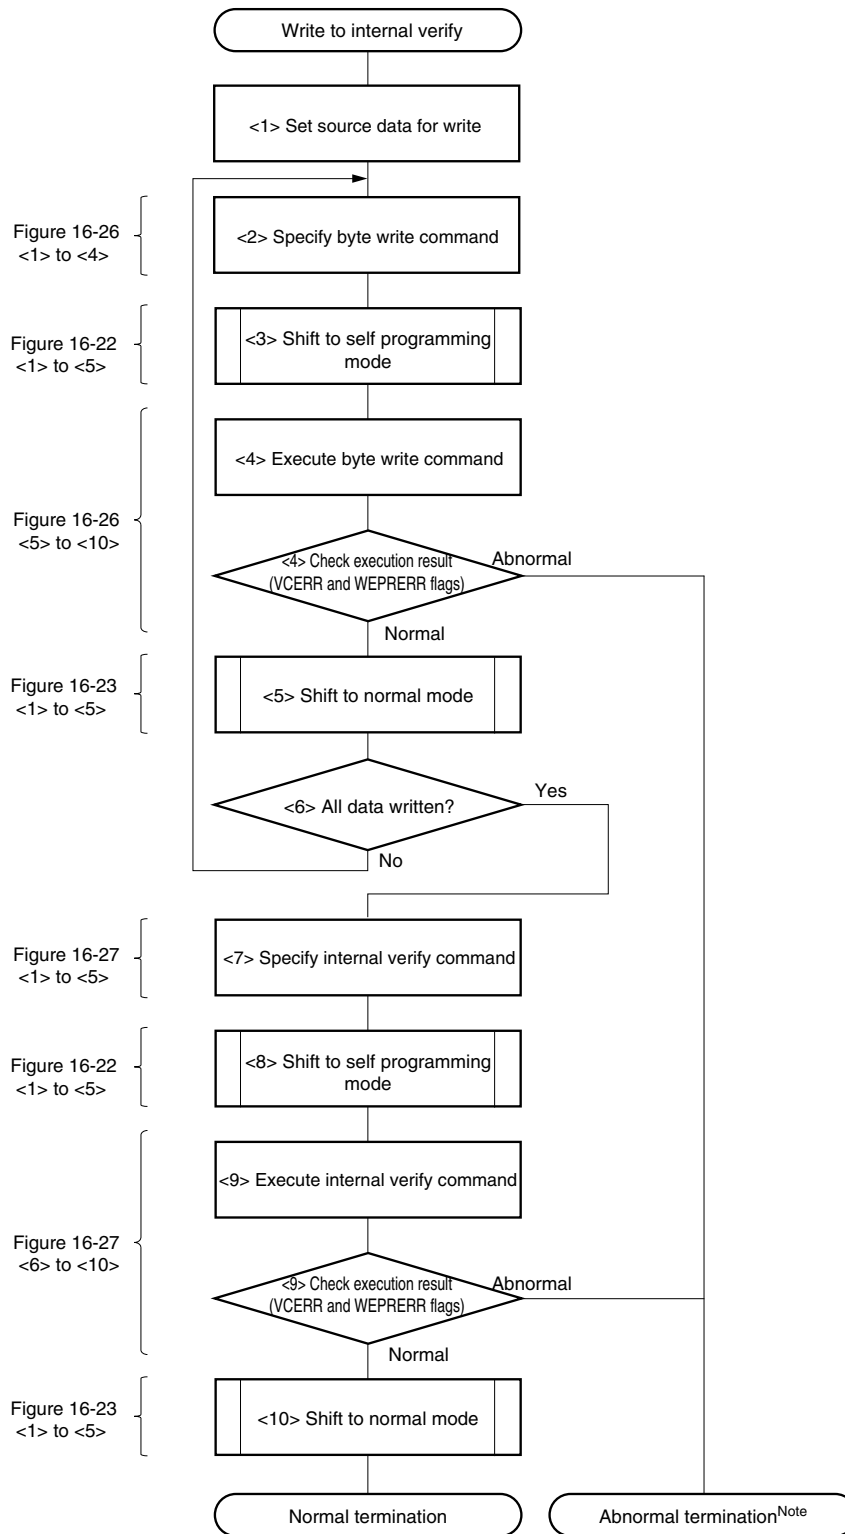 Write to internal verify
<1> Set source data for write
Figure 16-26
<1> to <4>
<2> Specify byte write command
Figure 16-22
<1> to <5>
<3> Shift to self programming
mode
<4> Execute byte write command
Figure 16-26
<5> to <10>
<4> Check execution result
(VCERR and WEPRERR flags)
Abnormal
Normal
Figure 16-23
<1> to <5>
<5> Shift to normal mode
<6> All data written?
Yes
No
Figure 16-27
<1> to <5>
<7> Specify internal verify command
Figure 16-22
<1> to <5>
<8> Shift to self programming
mode
<9> Execute internal verify command
Figure 16-27
<6> to <10>
<9> Check execution result
(VCERR and WEPRERR flags)
Abnormal
Normal
Figure 16-23
<1> to <5>
<10> Shift to normal mode
Normal termination
Abnormal terminationNote